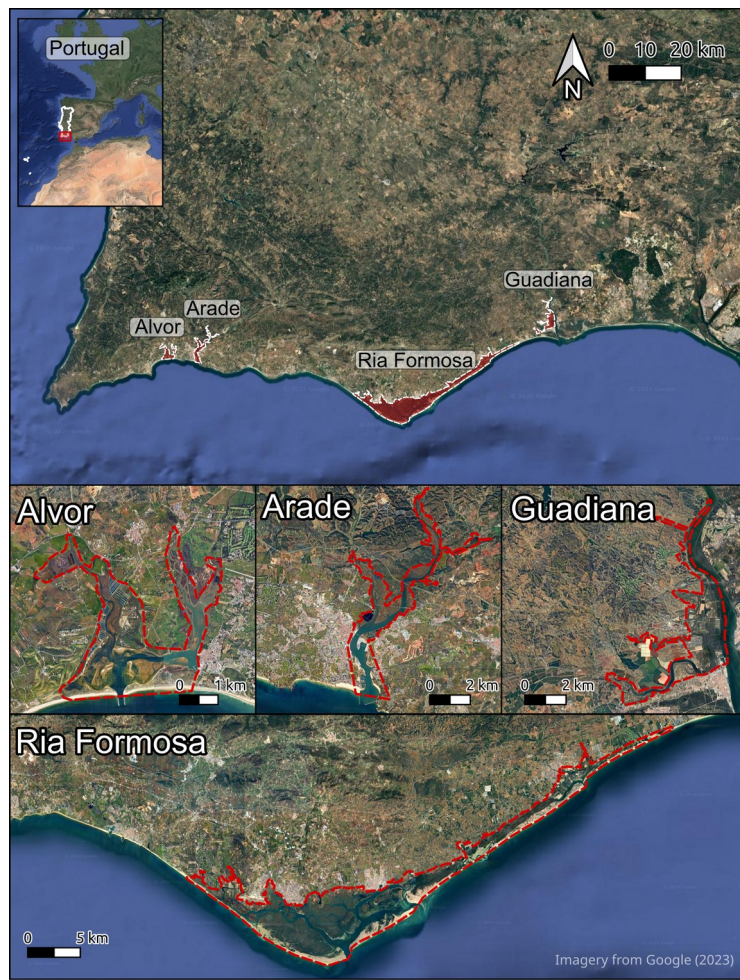 Portugal
0 10 20 km
N
Guadiana
Arade
Alvor
Ria Formosa
Alvor
0 1 km
Arade
0 2 km
Guadiana
0 2 km
Ria Formosa
0 5 km
Imagery from Google (2023)